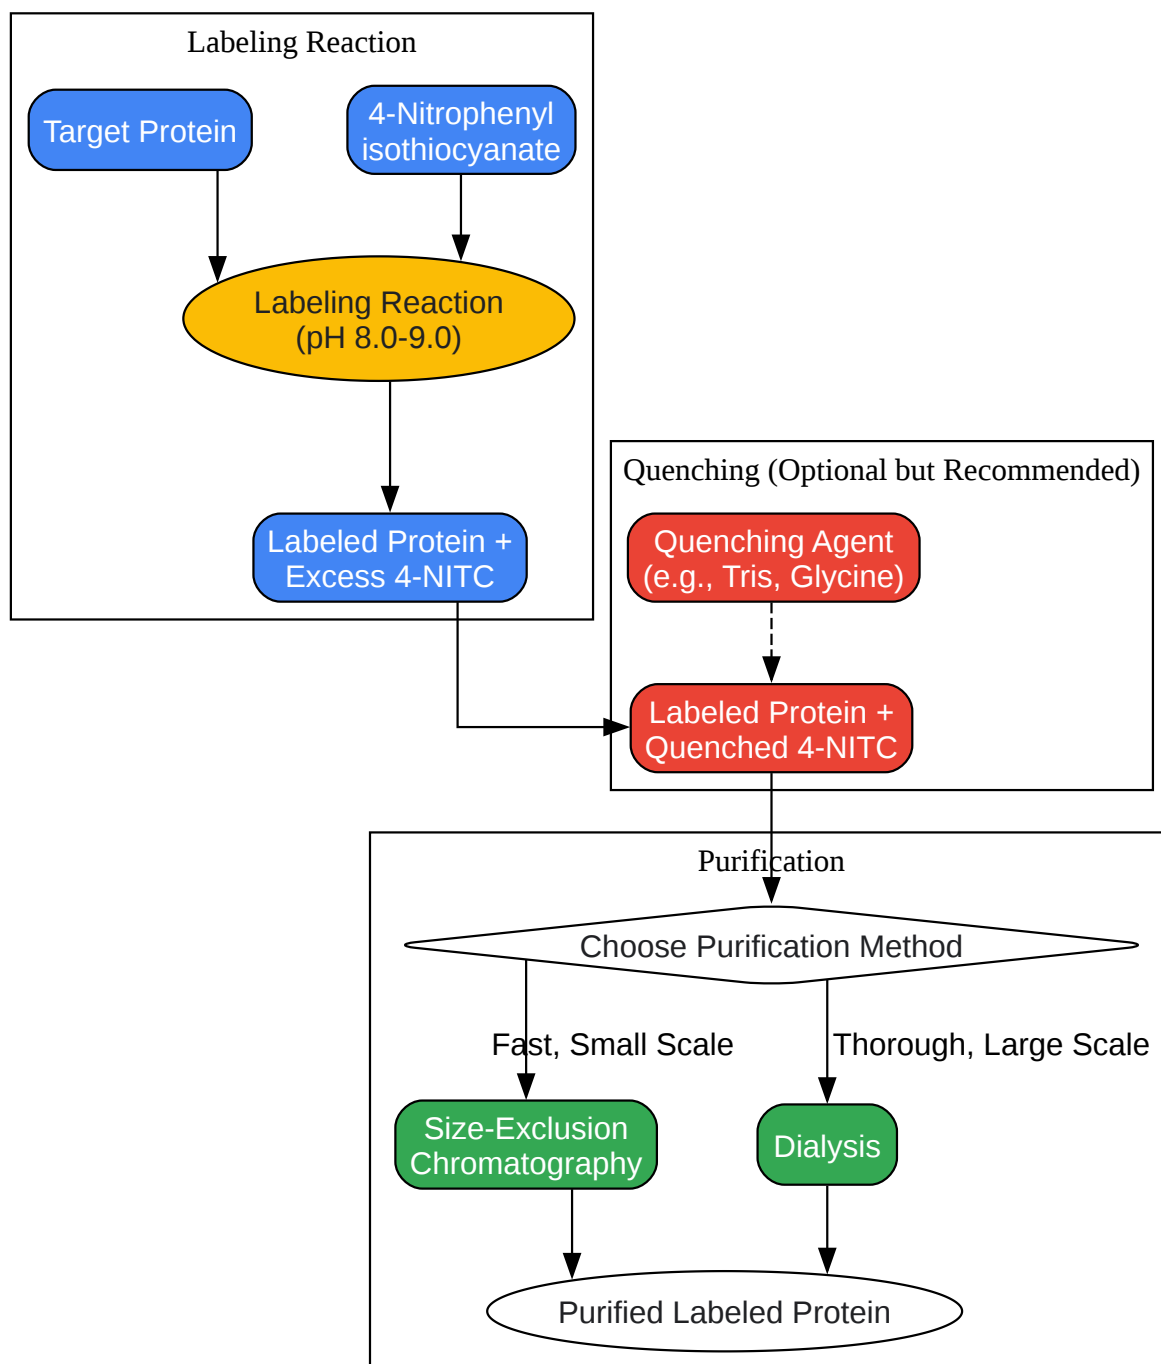 Labeling Reaction
Target Protein
4-Nitrophenyl
isothiocyanate
Labeling Reaction
(pH 8.0-9.0)
Labeled Protein +
Excess 4-NITC
Quenching (Optional but Recommended)
Quenching Agent
(e.g., Tris, Glycine)
Labeled Protein +
Quenched 4-NITC
Purification
Choose Purification Method
Fast, Small Scale
Thorough, Large Scale
Size-Exclusion
Chromatography
Dialysis
Purified Labeled Protein